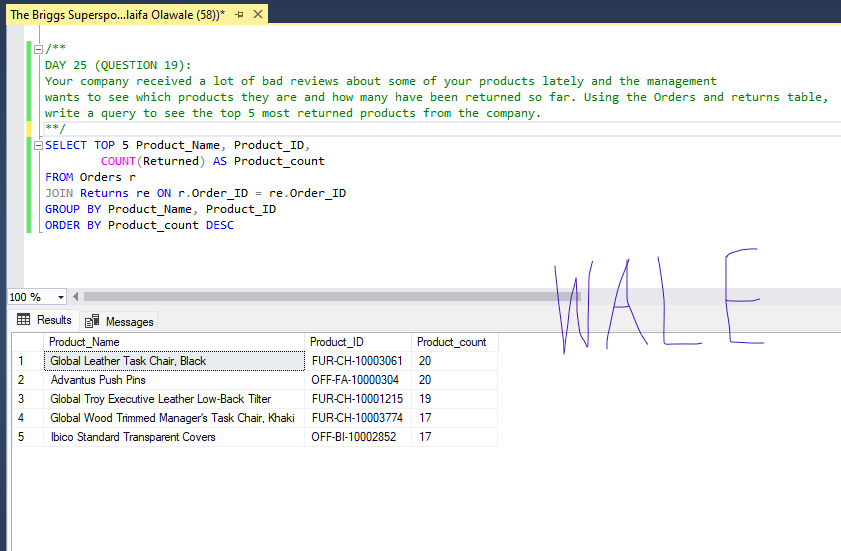 The Briggs Superspo...laifa Olawale (58))*
/**
DAY 25 (QUESTION 19):
Your company received a lot of bad reviews about some of your products lately and the management
wants to see which products they are and how many have been returned so far. Using the Orders and returns table,
write a query to see the top 5 most returned products from the company.
**/
SELECT TOP 5 Product_Name, Product_ID,
COUNT(Returned) AS Product_count
FROM Orders r
JOIN Returns re ON r.Order_ID = re.Order_ID
GROUP BY Product_Name, Product_ID
ORDER BY Product_count DESC
WALE
100 %
Results Messages
Product_Name Product_ID Product_count
1 Global Leather Task Chair, Black FUR-CH-10003061 20
2 Advantus Push Pins OFF-FA-10000304 20
3 Global Troy Executive Leather Low-Back Tilter FUR-CH-10001215 19
4 Global Wood Trimmed Manager's Task Chair, Khaki FUR-CH-10003774 17
5 Ibico Standard Transparent Covers OFF-BI-10002852 17